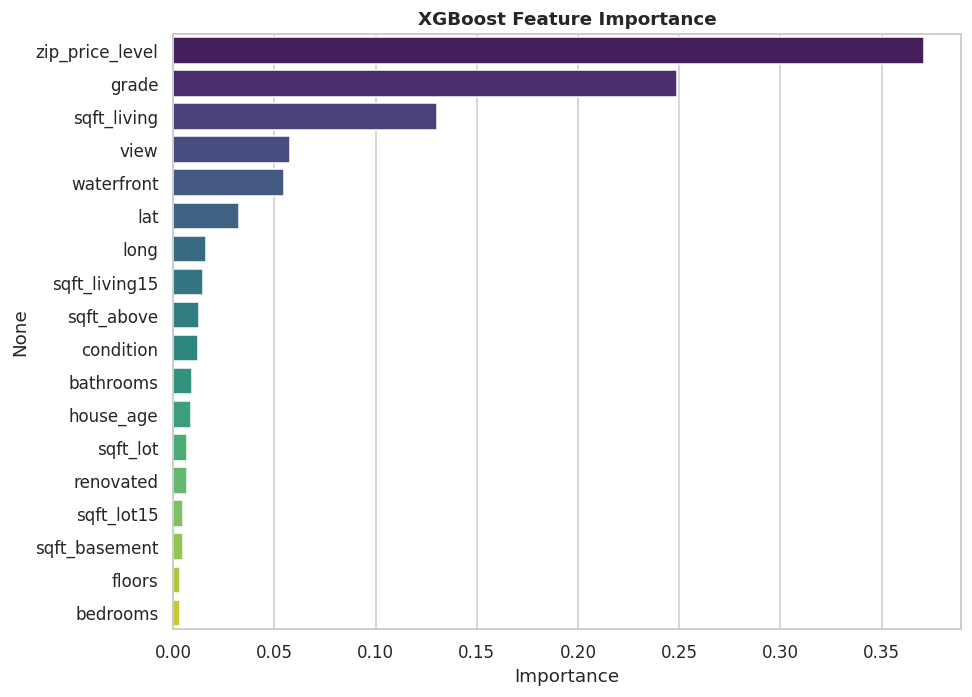 XGBoost Feature Importance
zip_price_level
grade
sqft_living
view
waterfront
lat
long
sqft_living15
sqft_above
condition
bathrooms
house_age
sqft_lot
renovated
sqft_lot15
sqft_basement
floors
bedrooms
None
0.00 0.05 0.10 0.15 0.20 0.25 0.30 0.35
Importance